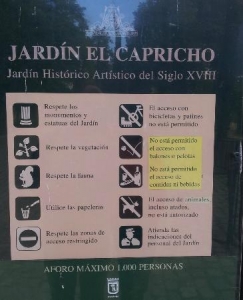 JARDÍN EL CAPRICHO
Jardín Histórico Artístico del Siglo XVIII
Respete los
monumentos y
estatuas del Jardín
El acceso con
bicicletas y patines
no está permitido
Respete la vegetación
No está permitido
el acceso con
balones o pelotas
Respete la fauna
No está permitido
el acceso de
comidas ni bebidas
Utilice las papeleras
El acceso de animales,
incluso atados,
no está autorizado
Respete las zonas de
acceso restringido
Atienda las
indicaciones del
personal del Jardín
AFORO MÁXIMO 1.000 PERSONAS